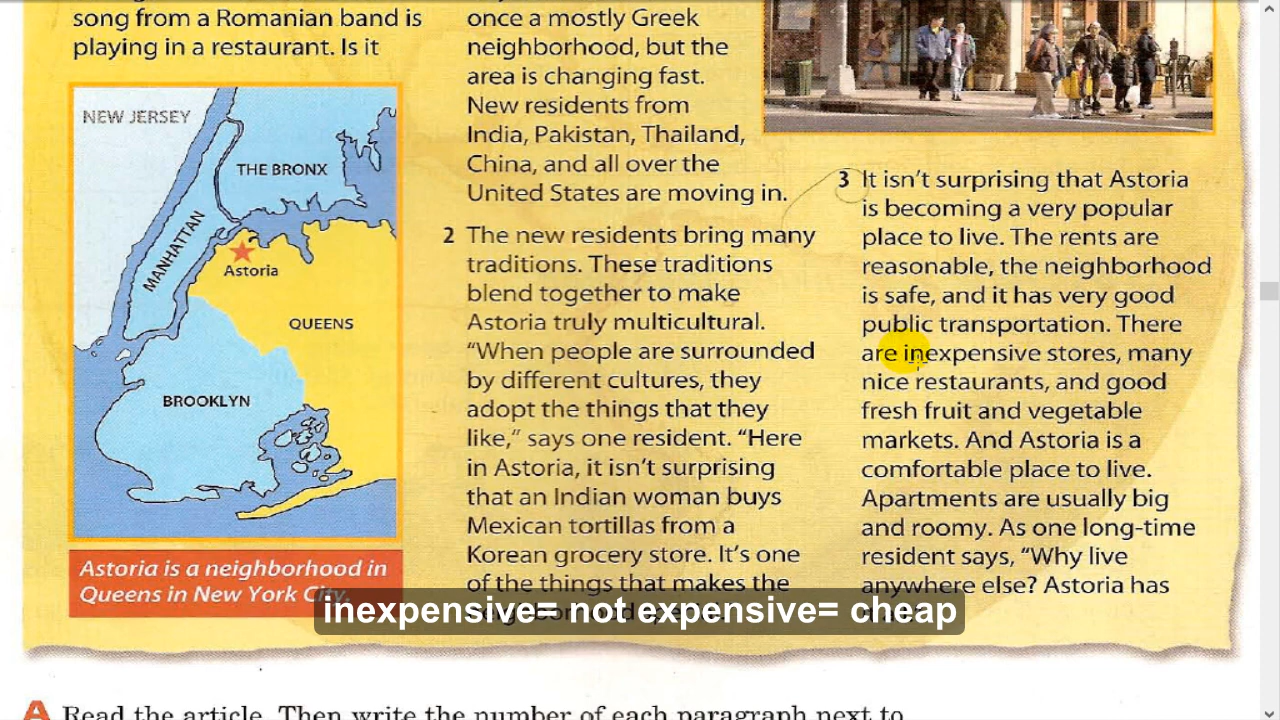 song from a Romanian band is
playing in a restaurant. Is it
NEW JERSEY
THE BRONX
MANHATTAN
Astoria
QUEENS
BROOKLYN
Astoria is a neighborhood in
Queens in New York City.
once a mostly Greek
neighborhood, but the
area is changing fast.
New residents from
India, Pakistan, Thailand,
China, and all over the
United States are moving in.
2 The new residents bring many
traditions. These traditions
blend together to make
Astoria truly multicultural.
“When people are surrounded
by different cultures, they
adopt the things that they
like,” says one resident. “Here
in Astoria, it isn’t surprising
that an Indian woman buys
Mexican tortillas from a
Korean grocery store. It’s one
of the things that makes the
3 It isn’t surprising that Astoria
is becoming a very popular
place to live. The rents are
reasonable, the neighborhood
is safe, and it has very good
public transportation. There
are inexpensive stores, many
nice restaurants, and good
fresh fruit and vegetable
markets. And Astoria is a
comfortable place to live.
Apartments are usually big
and roomy. As one long-time
resident says, “Why live
anywhere else? Astoria has
inexpensive= not expensive= cheap
A Read the article. Then write the number of each paragraph next to